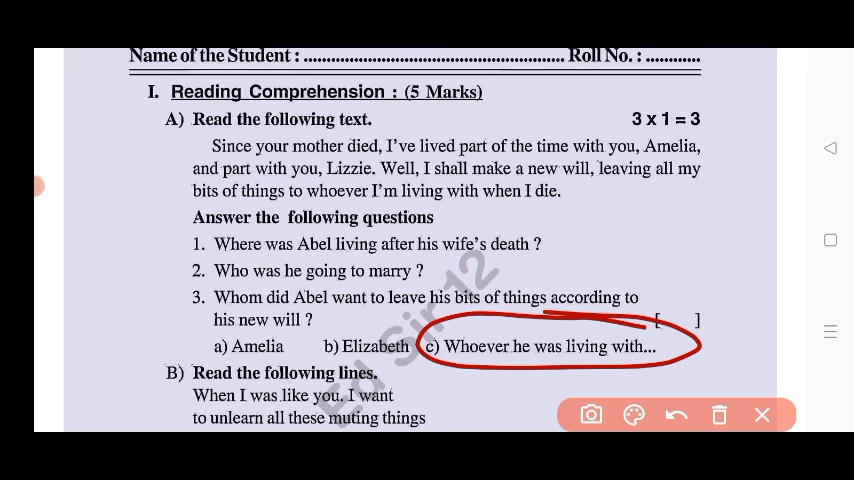 Name of the Student : ........................................................ Roll No. : ............
I. Reading Comprehension : (5 Marks)
A) Read the following text. 3 x 1 = 3
Since your mother died, I've lived part of the time with you, Amelia,
and part with you, Lizzie. Well, I shall make a new will, leaving all my
bits of things to whoever I'm living with when I die.
Answer the following questions
1. Where was Abel living after his wife's death ?
2. Who was he going to marry ?
3. Whom did Abel want to leave his bits of things according to
his new will ? [ ]
a) Amelia b) Elizabeth c) Whoever he was living with...
B) Read the following lines.
When I was like you. I want
to unlearn all these muting things
Ed Sir 12